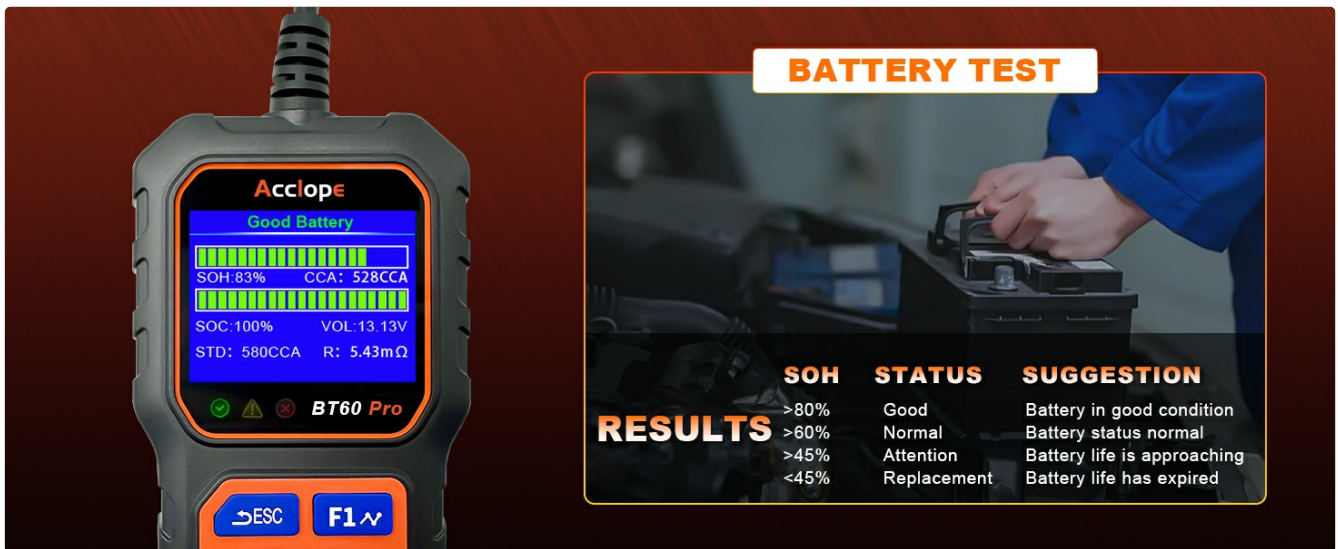 Acclope
Good Battery
SOH:83% CCA: 528CCA
SOC:100% VOL:13.13V
STD: 580CCA R: 5.43mΩ
BT60 Pro
ESC F1
BATTERY TEST
RESULTS
SOH STATUS SUGGESTION
>80% Good Battery in good condition
>60% Normal Battery status normal
>45% Attention Battery life is approaching
<45% Replacement Battery life has expired